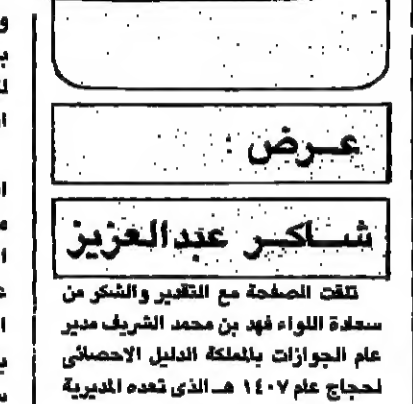 عرض :
شاكر عبدالعزيز
تلقت الصفحة مع التقدير والشكر من
سعادة اللواء فهد بن محمد الشريف مدير
عام الجوازات بالمملكة الدليل الاحصائى
لحجاج عام ١٤٠٧ هـ الذى تعده المديرية